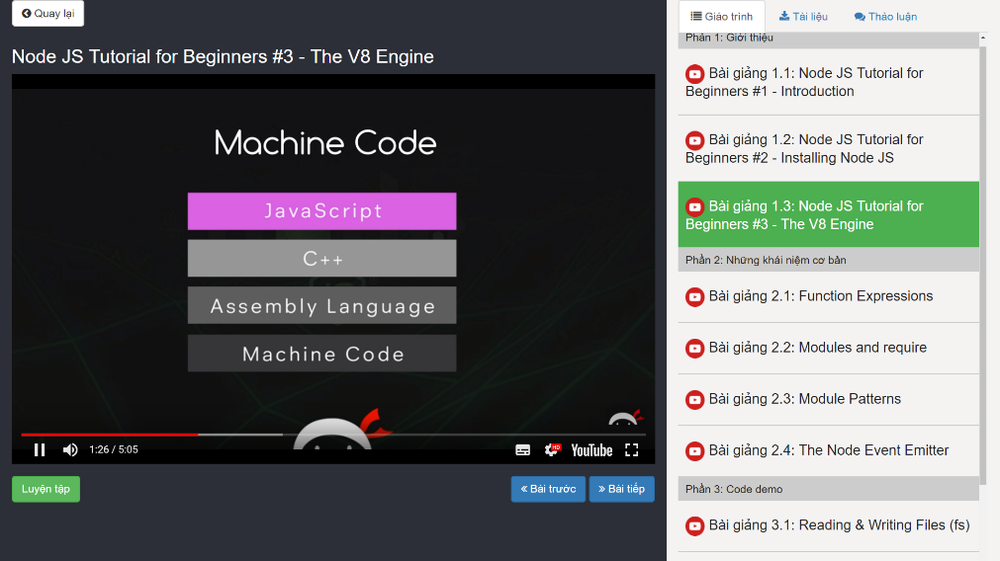 Quay lại
Node JS Tutorial for Beginners #3 - The V8 Engine
Machine Code
JavaScript
C++
Assembly Language
Machine Code
1:26 / 5:05
HD
YouTube
Luyện tập
Bài trước
Bài tiếp
Giáo trình
Tài liệu
Thảo luận
Phần 1: Giới thiệu
Bài giảng 1.1: Node JS Tutorial for
Beginners #1 - Introduction
Bài giảng 1.2: Node JS Tutorial for
Beginners #2 - Installing Node JS
Bài giảng 1.3: Node JS Tutorial for
Beginners #3 - The V8 Engine
Phần 2: Những khái niệm cơ bản
Bài giảng 2.1: Function Expressions
Bài giảng 2.2: Modules and require
Bài giảng 2.3: Module Patterns
Bài giảng 2.4: The Node Event Emitter
Phần 3: Code demo
Bài giảng 3.1: Reading & Writing Files (fs)